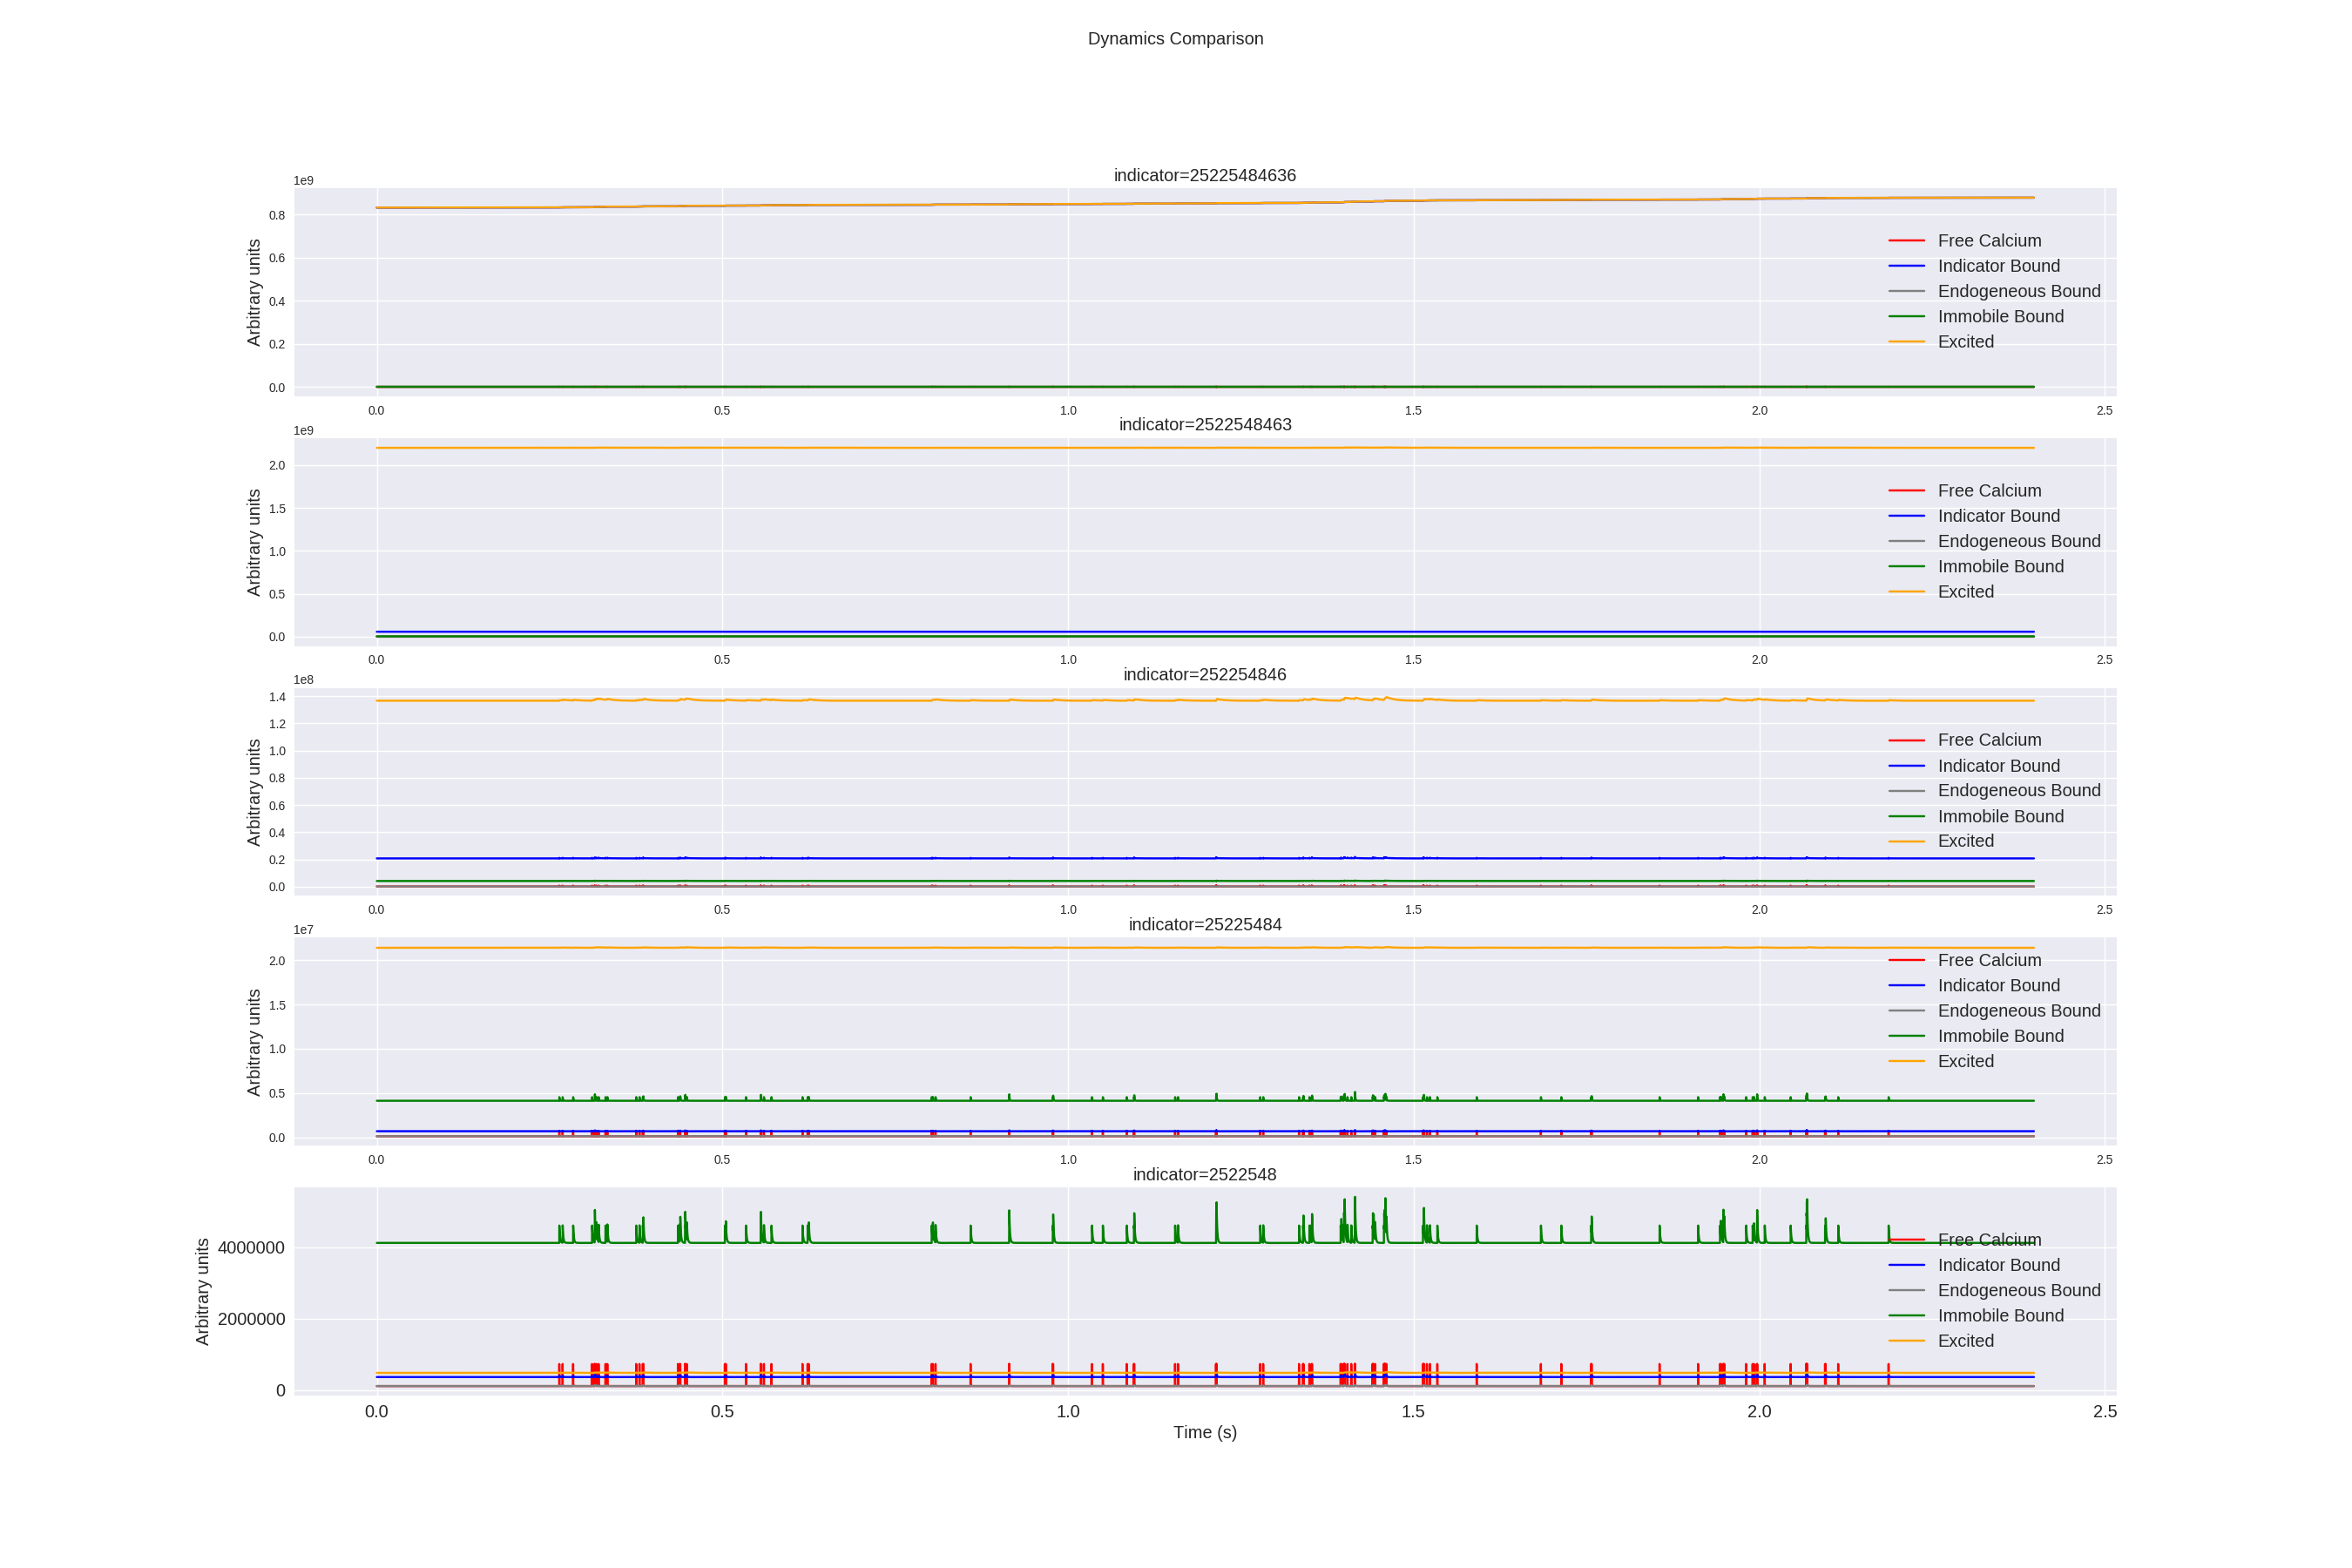 Dynamics Comparison
indicator=25225484636
1e9
0.8
0.6
0.4
0.2
0.0
Arbitrary units
Free Calcium
Indicator Bound
Endogeneous Bound
Immobile Bound
Excited
0.0 0.5 1.0 1.5 2.0 2.5
indicator=2522548463
1e9
2.0
1.5
1.0
0.5
0.0
Arbitrary units
Free Calcium
Indicator Bound
Endogeneous Bound
Immobile Bound
Excited
0.0 0.5 1.0 1.5 2.0 2.5
indicator=252254846
1e8
1.4
1.2
1.0
0.8
0.6
0.4
0.2
0.0
Arbitrary units
Free Calcium
Indicator Bound
Endogeneous Bound
Immobile Bound
Excited
0.0 0.5 1.0 1.5 2.0 2.5
indicator=25225484
1e7
2.0
1.5
1.0
0.5
0.0
Arbitrary units
Free Calcium
Indicator Bound
Endogeneous Bound
Immobile Bound
Excited
0.0 0.5 1.0 1.5 2.0 2.5
indicator=2522548
4000000
2000000
0
Arbitrary units
Free Calcium
Indicator Bound
Endogeneous Bound
Immobile Bound
Excited
0.0 0.5 1.0 1.5 2.0 2.5
Time (s)